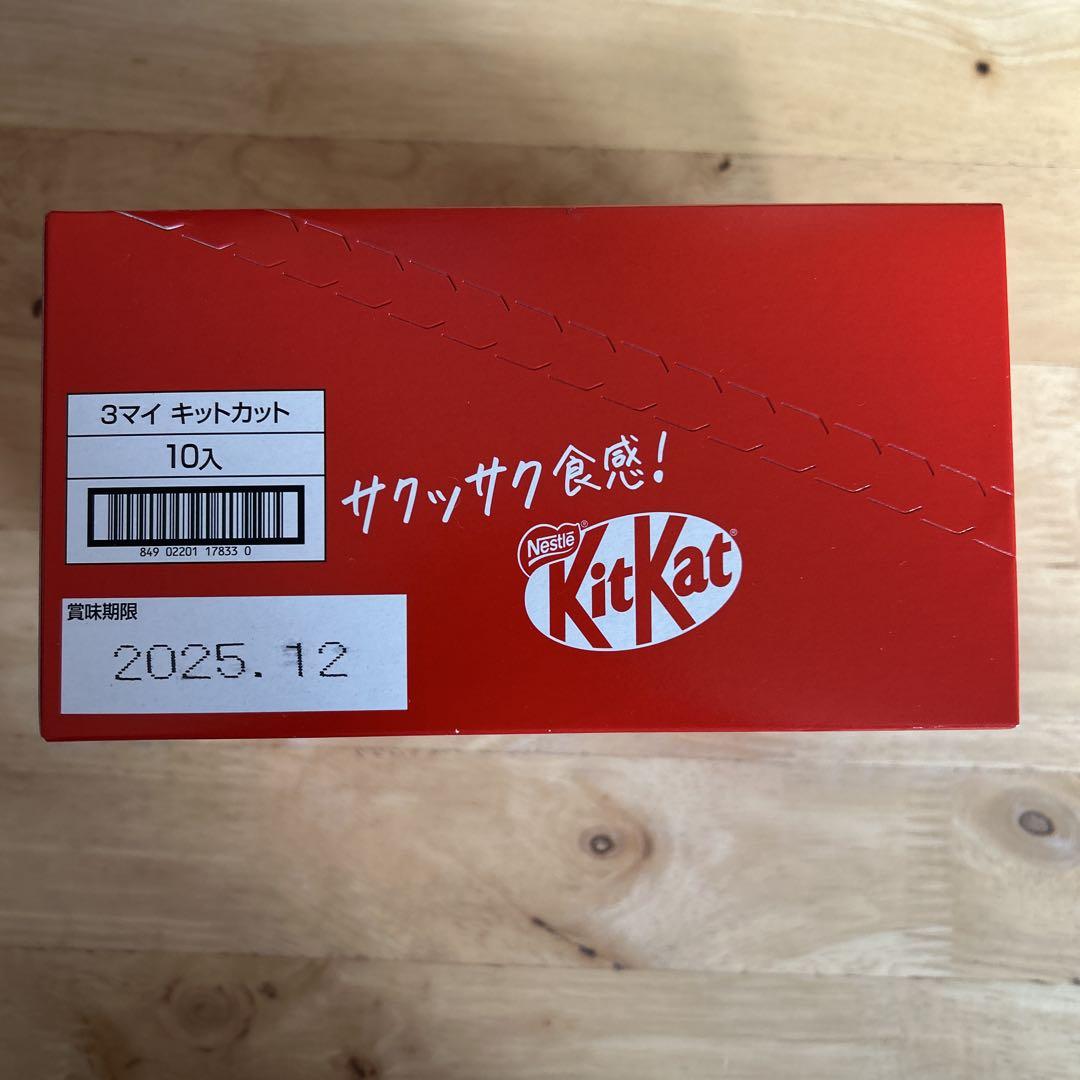 3マイ キットカット
10入
849 02201 17833 0
サクッサク食感!
Nestlé®
KitKat®
賞味期限
2025.12